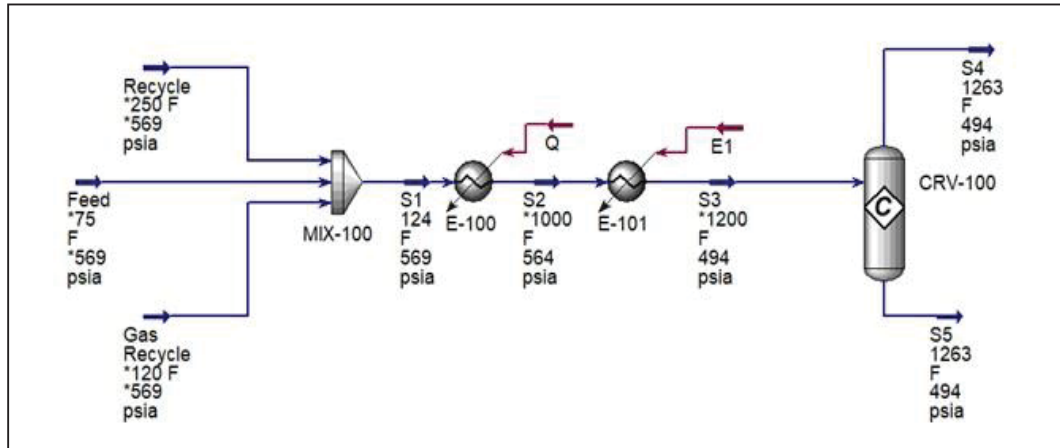 Recycle
*250 F
*569
psia
Feed
*75
F
*569
psia
Gas
Recycle
*120 F
*569
psia
MIX-100
S1
124
F
569
psia
Q
E-100
S2
*1000
F
564
psia
E1
E-101
S3
*1200
F
494
psia
S4
1263
F
494
psia
C
CRV-100
S5
1263
F
494
psia